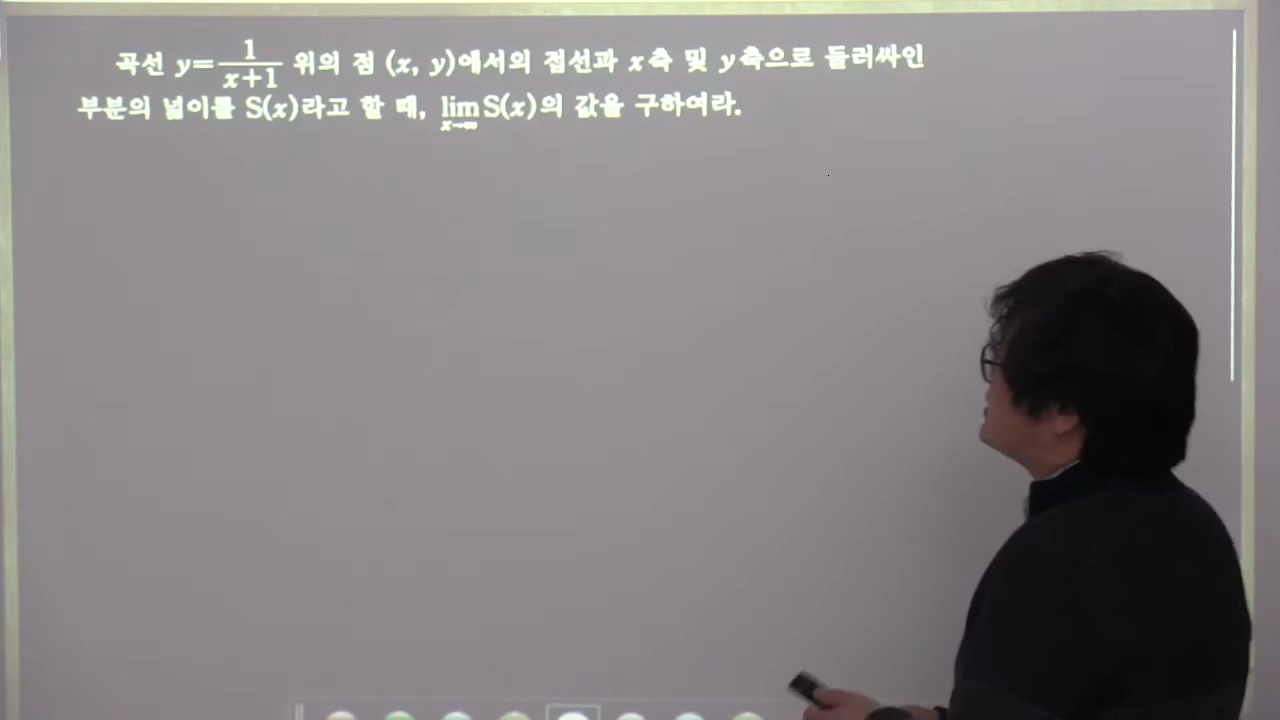 곡선 y=1/(x+1) 위의 점 (x, y)에서의 접선과 x축 및 y축으로 둘러싸인
부분의 넓이를 S(x)라고 할 때, lim x→∞ S(x)의 값을 구하여라.